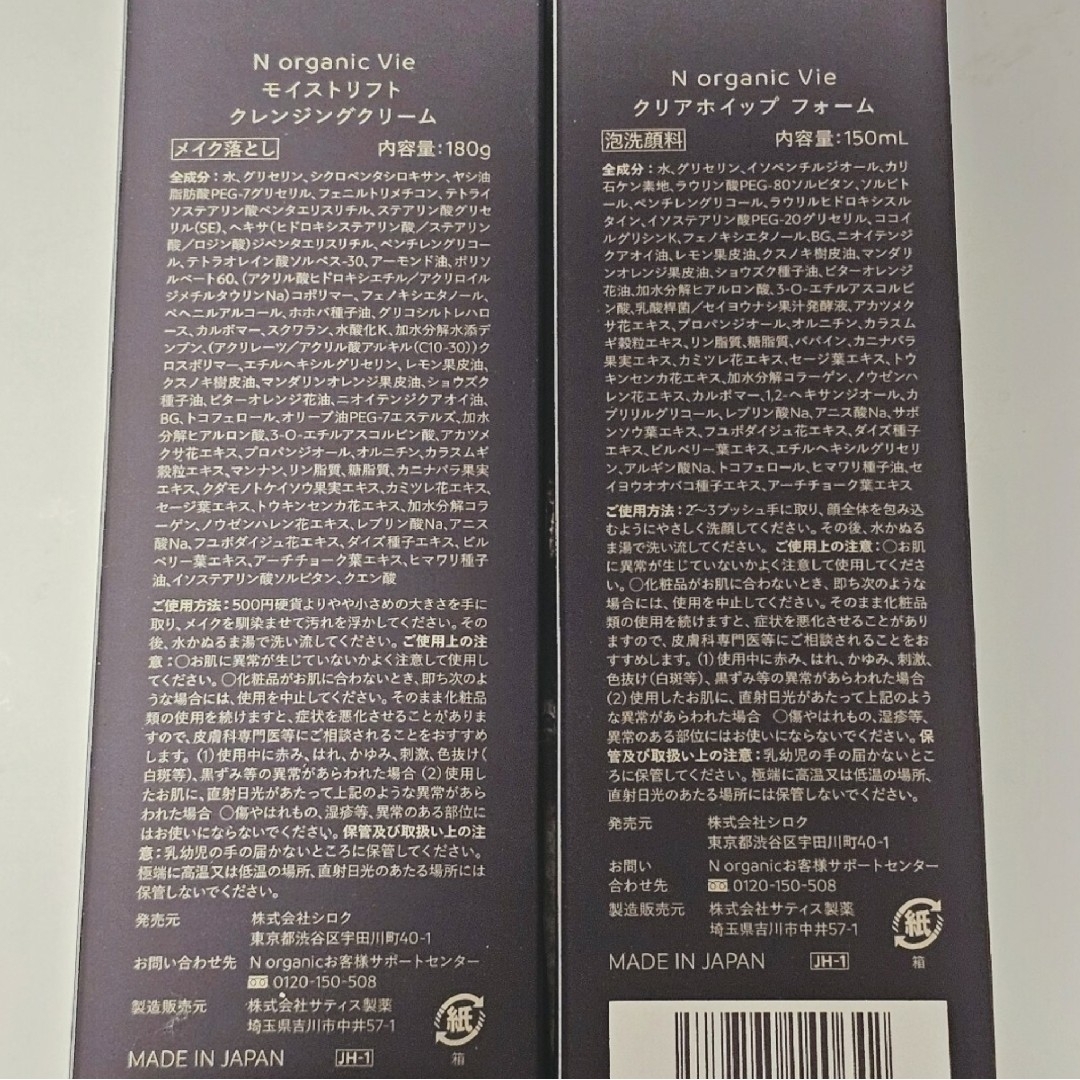 N organic Vie
モイストリフト
クレンジングクリーム
メイク落とし 内容量:180g
全成分:水、グリセリン、シクロペンタシロキサン、ヤシ油
脂肪酸PEG-7グリセリル、フェニルトリメチコン、テトライ
ソステアリン酸ペンタエリスリチル、ステアリン酸グリセ
リル(SE)、ヘキサ(ヒドロキシステアリン酸/ステアリン
酸/ロジン酸)ジペンタエリスリチル、ペンチレングリコー
ル、テトラオレイン酸ソルベス-30、アーモンド油、ポリソ
ルベート60、(アクリル酸ヒドロキシエチル/アクリロイル
ジメチルタウリンNa)コポリマー、フェノキシエタノール、
ベヘニルアルコール、ホホバ種子油、グリコシルトレハロ
ース、カルボマー、スクワラン、水酸化K、加水分解水添デ
ンプン、(アクリレーツ/アクリル酸アルキル(C10-30))ク
ロスポリマー、エチルヘキシルグリセリン、レモン果皮油、
クスノキ樹皮油、マンダリンオレンジ果皮油、ショウズク
種子油、ビターオレンジ花油、ニオイテンジクアオイ油、
BG、トコフェロール、オリーブ油PEG-7エステルズ、加水
分解ヒアルロン酸、3-O-エチルアスコルビン酸、アカツメ
クサ花エキス、プロパンジオール、オルニチン、カラスムギ
穀粒エキス、マンナン、リン脂質、糖脂質、カニナバラ果実
エキス、クダモノトケイソウ果実エキス、カミツレ花エキス、
セージ葉エキス、トウキンセンカ花エキス、加水分解コラ
ーゲン、ノウゼンハレン花エキス、レブリン酸Na、アニス
酸Na、フユボダイジュ花エキス、ダイズ種子エキス、ビル
ベリー葉エキス、アーチチョーク葉エキス、ヒマワリ種子
油、イソステアリン酸ソルビタン、クエン酸
ご使用方法:500円硬貨よりやや小さめの大きさを手に
取り、メイクを馴染ませて汚れを浮かしてください。その
後、水かぬるま湯で洗い流してください。ご使用上の注
意:○お肌に異常が生じていないかよく注意して使用し
てください。○化粧品がお肌に合わないとき、即ち次のよ
うな場合には、使用を中止してください。そのまま化粧品
類の使用を続けますと、症状を悪化させることがありま
すので、皮膚科専門医等にご相談されることをおすすめ
します。(1)使用中に赤み、はれ、かゆみ、刺激、色抜け(
白斑等)、黒ずみ等の異常があらわれた場合 (2)使用し
たお肌に、直射日光があたって上記のような異常があら
われた場合 ○傷やはれもの、湿疹等、異常のある部位に
はお使いにならないでください。保管及び取扱い上の注
意:乳幼児の手の届かないところに保管してください。
極端に高温又は低温の場所、直射日光のあたる場所には
保管しないでください。
発売元 株式会社シロク
東京都渋谷区宇田川町40-1
お問い合わせ先 N organicお客様サポートセンター
0120-150-508
製造販売元 株式会社サティス製薬
埼玉県吉川市中井57-1
紙
箱
MADE IN JAPAN JH-1
N organic Vie
クリアホイップ フォーム
泡洗顔料 内容量:150mL
全成分:水、グリセリン、イソペンチルジオール、カリ
石ケン素地、ラウリン酸PEG-80ソルビタン、ソルビト
ール、ペンチレングリコール、ラウリルヒドロキシスル
タイン、イソステアリン酸PEG-20グリセリル、ココイ
ルグリシンK、フェノキシエタノール、BG、ニオイテンジ
クアオイ油、レモン果皮油、クスノキ樹皮油、マンダリ
ンオレンジ果皮油、ショウズク種子油、ビターオレンジ
花油、加水分解ヒアルロン酸、3-O-エチルアスコルビ
ン酸、乳酸桿菌/セイヨウナシ果汁発酵液、アカツメク
サ花エキス、プロパンジオール、オルニチン、カラスム
ギ穀粒エキス、リン脂質、糖脂質、パパイン、カニナバラ
果実エキス、カミツレ花エキス、セージ葉エキス、トウ
キンセンカ花エキス、加水分解コラーゲン、ノウゼンハ
レン花エキス、カルボマー、1,2-ヘキサンジオール、カ
プリリルグリコール、レブリン酸Na、アニス酸Na、サボ
ンソウ葉エキス、フユボダイジュ花エキス、ダイズ種子
エキス、ビルベリー葉エキス、エチルヘキシルグリセリ
ン、アルギン酸Na、トコフェロール、ヒマワリ種子油、セ
イヨウオオバコ種子エキス、アーチチョーク葉エキス
ご使用方法:2~3プッシュ手に取り、顔全体を包み込
むようにやさしく洗顔してください。その後、水かぬる
ま湯で洗い流してください。ご使用上の注意:○お肌
に異常が生じていないかよく注意して使用してくださ
い。○化粧品がお肌に合わないとき、即ち次のような
場合には、使用を中止してください。そのまま化粧品
類の使用を続けますと、症状を悪化させることがあり
ますので、皮膚科専門医等にご相談されることをお
すすめします。(1)使用中に赤み、はれ、かゆみ、刺激、
色抜け(白斑等)、黒ずみ等の異常があらわれた場合
(2)使用したお肌に、直射日光があたって上記のよう
な異常があらわれた場合 ○傷やはれもの、湿疹等、
異常のある部位にはお使いにならないでください。保
管及び取扱い上の注意:乳幼児の手の届かないとこ
ろに保管してください。極端に高温又は低温の場所、
直射日光のあたる場所には保管しないでください。
発売元 株式会社シロク
東京都渋谷区宇田川町40-1
お問い N organicお客様サポートセンター
合わせ先 0120-150-508
製造販売元 株式会社サティス製薬
埼玉県吉川市中井57-1
紙
箱
MADE IN JAPAN JH-1